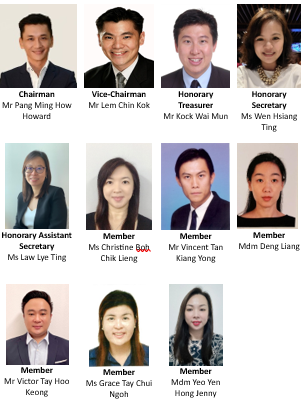 Chairman
Mr Pang Ming How
Howard
Vice-Chairman
Mr Lem Chin Kok
Honorary
Treasurer
Mr Kock Wai Mun
Honorary
Secretary
Ms Wen Hsiang
Ting
Honorary Assistant
Secretary
Ms Law Lye Ting
Member
Ms Christine Boh
Chik Lieng
Member
Mr Vincent Tan
Kiang Yong
Member
Mdm Deng Liang
Member
Mr Victor Tay Hoo
Keong
Member
Ms Grace Tay Chui
Ngoh
Member
Mdm Yeo Yen
Hong Jenny